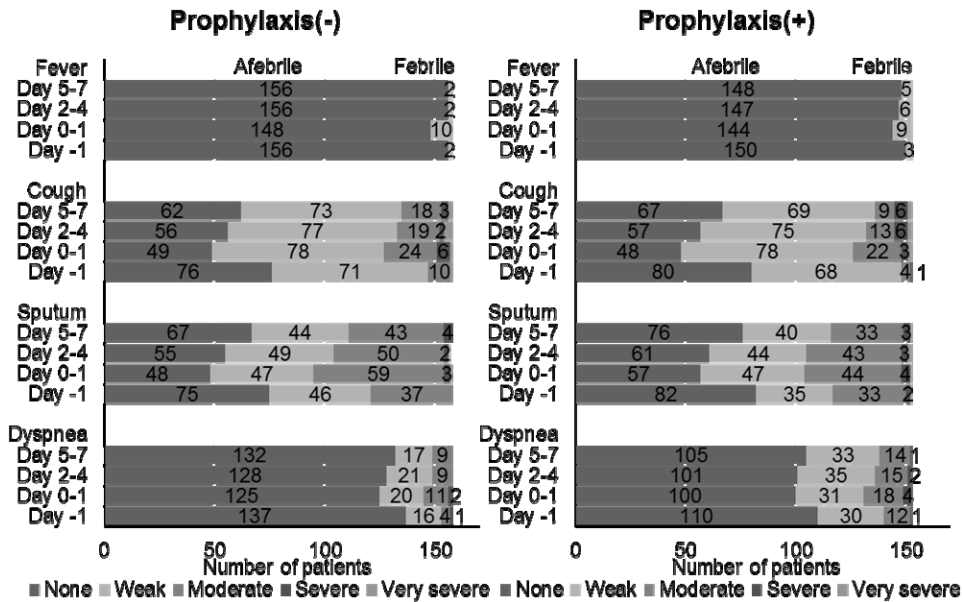 Prophylaxis(-)
Fever Afebrile Febrile
Day 5-7 156 2
Day 2-4 156 2
Day 0-1 148 10
Day -1 156 2
Cough
Day 5-7 62 73 18 3
Day 2-4 56 77 19 2
Day 0-1 49 78 24 6
Day -1 76 71 10
Sputum
Day 5-7 67 44 43 4
Day 2-4 55 49 50 2
Day 0-1 48 47 59 3
Day -1 75 46 37
Dyspnea
Day 5-7 132 17 9
Day 2-4 128 21 9
Day 0-1 125 20 11 2
Day -1 137 16 4 1
0 50 100 150
Number of patients
None Weak Moderate Severe Very severe
Prophylaxis(+)
Fever Afebrile Febrile
Day 5-7 148 5
Day 2-4 147 6
Day 0-1 144 9
Day -1 150 3
Cough
Day 5-7 67 69 9 6
Day 2-4 57 75 13 6
Day 0-1 48 78 22 3
Day -1 80 68 4 1
Sputum
Day 5-7 76 40 33 3
Day 2-4 61 44 43 3
Day 0-1 57 47 44 4
Day -1 82 35 33 2
Dyspnea
Day 5-7 105 33 14 1
Day 2-4 101 35 15 2
Day 0-1 100 31 18 4
Day -1 110 30 12 1
0 50 100 150
Number of patients
None Weak Moderate Severe Very severe